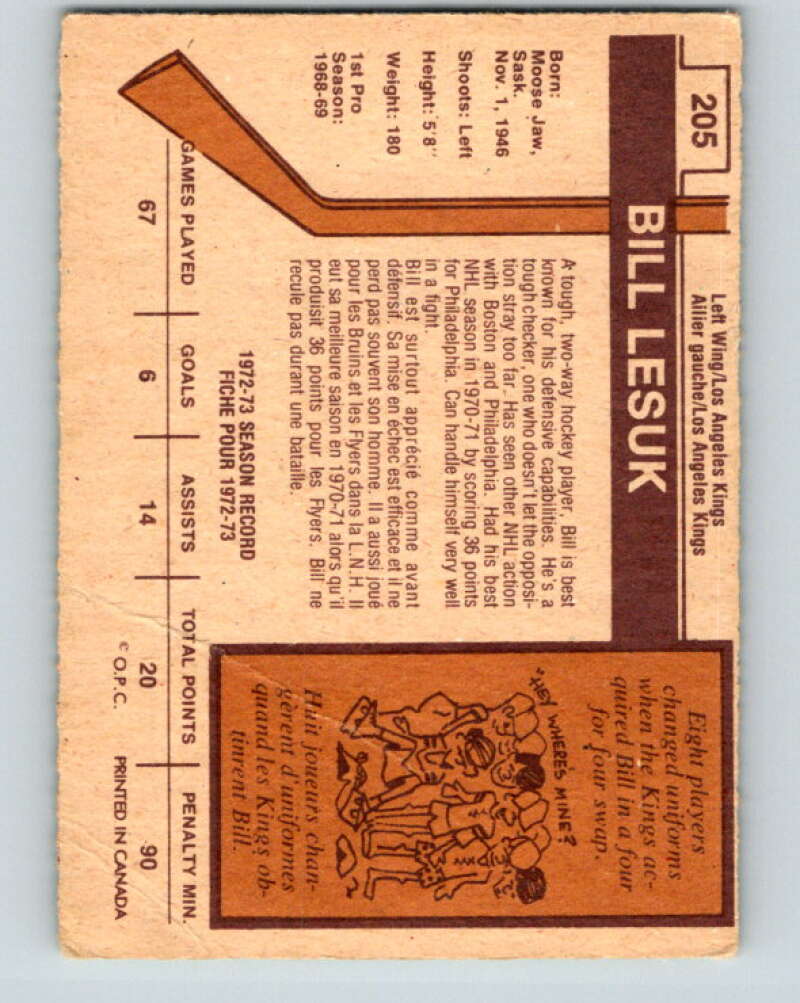 205
Left Wing/Los Angeles Kings
Ailier gauche/Los Angeles Kings
BILL LESUK
Born:
Moose Jaw,
Sask.
Nov. 1, 1946
Shoots: Left
Height: 5'8"
Weight: 180
1st Pro
Season:
1968-69
A tough, two-way hockey player, Bill is best
known for his defensive capabilities. He's a
tough checker, one who doesn't let the opposi-
tion stray too far. Has seen other NHL action
with Boston and Philadelphia. Had his best
NHL season in 1970-71 by scoring 36 points
for Philadelphia. Can handle himself very well
in a fight.
Bill est surtout apprécié comme avant
défensif. Sa mise en échec est efficace et il ne
perd pas souvent son homme. Il a aussi joué
pour les Bruins et les Flyers dans la L.N.H. Il
eut sa meilleure saison en 1970-71 alors qu'il
produisit 36 points pour les Flyers. Bill ne
recule pas durant une bataille.
Eight players
changed uniforms
when the Kings ac-
quired Bill in a four
for four swap.
"HEY WHERE'S MINE?
Huit joueurs chan-
gèrent d'uniformes
quand les Kings ob-
tinrent Bill.
1972-73 SEASON RECORD
FICHE POUR 1972-73
GAMES PLAYED GOALS ASSISTS TOTAL POINTS PENALTY MIN.
67 6 14 20 90
© O.P.C. PRINTED IN CANADA